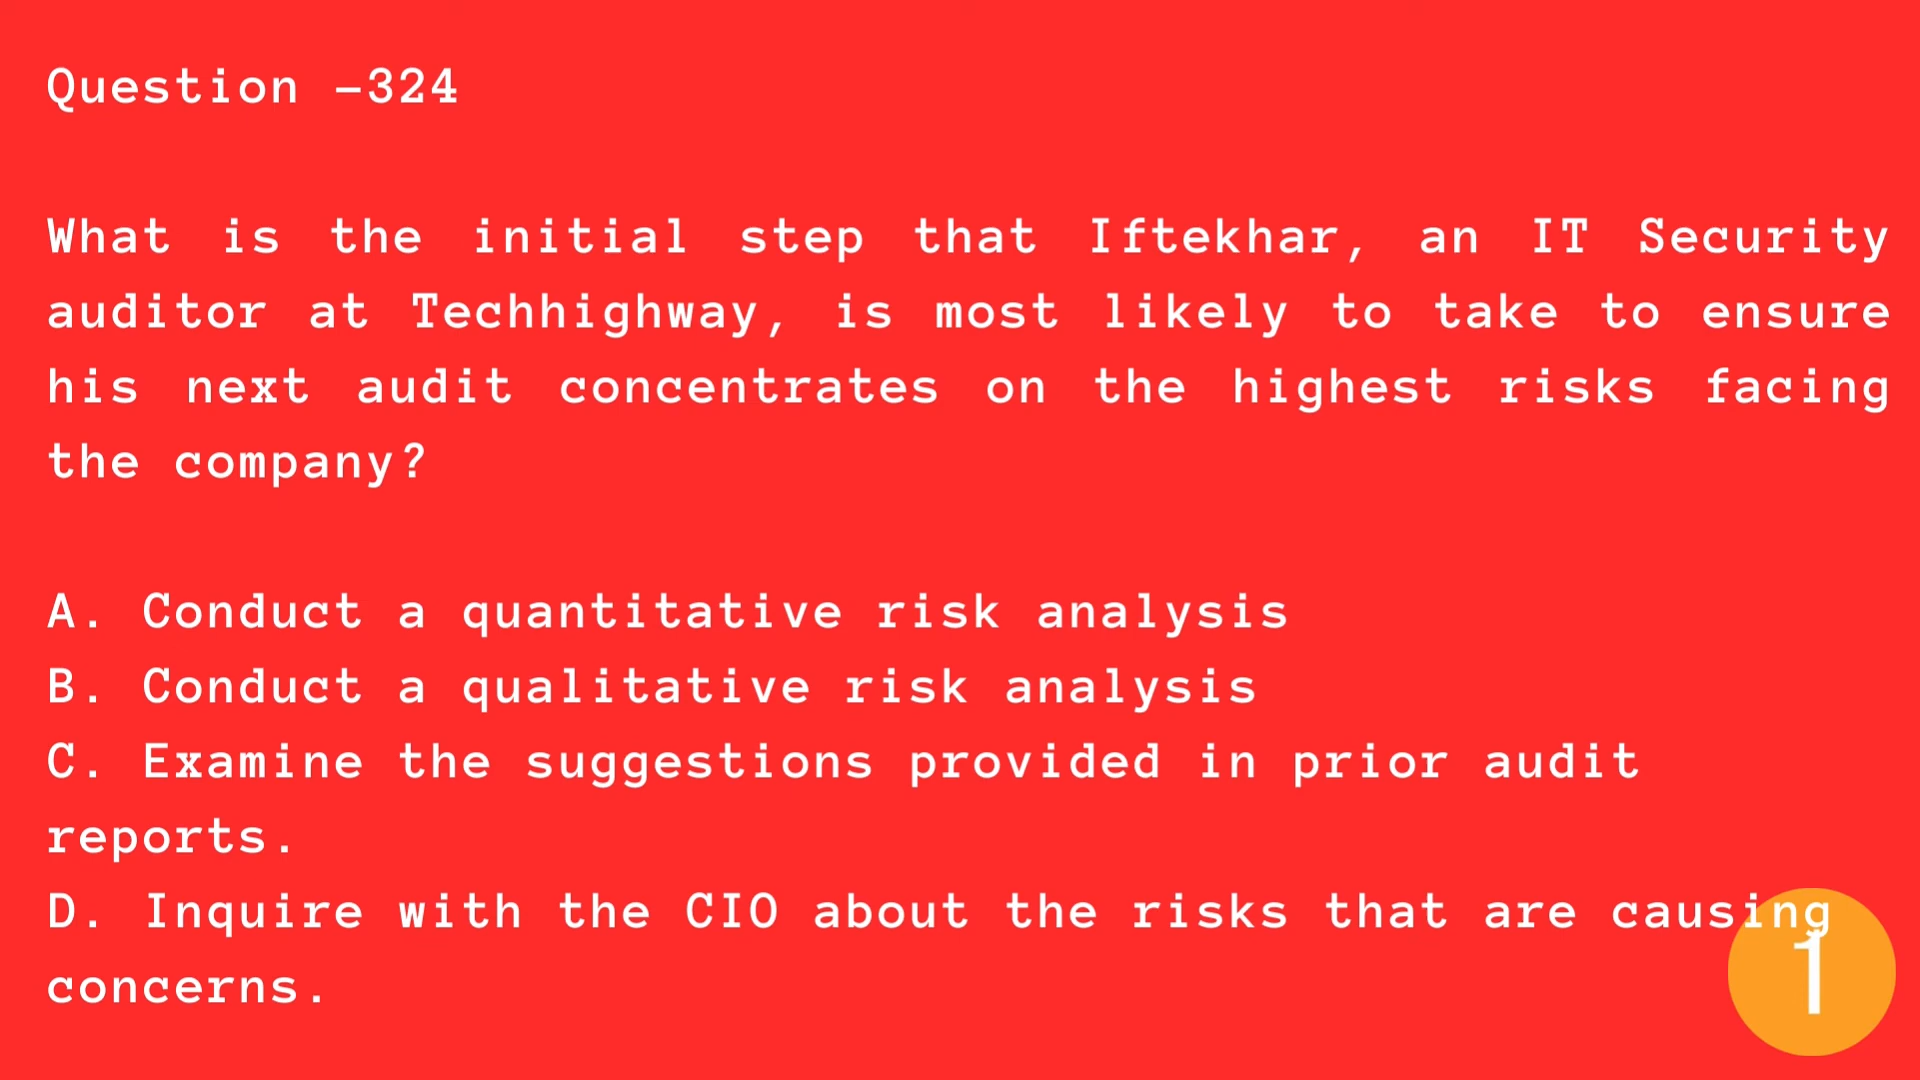 Question -324
What is the initial step that Iftekhar, an IT Security
auditor at Techhighway, is most likely to take to ensure
his next audit concentrates on the highest risks facing
the company?
A. Conduct a quantitative risk analysis
B. Conduct a qualitative risk analysis
C. Examine the suggestions provided in prior audit
reports.
D. Inquire with the CIO about the risks that are causing
concerns.
1